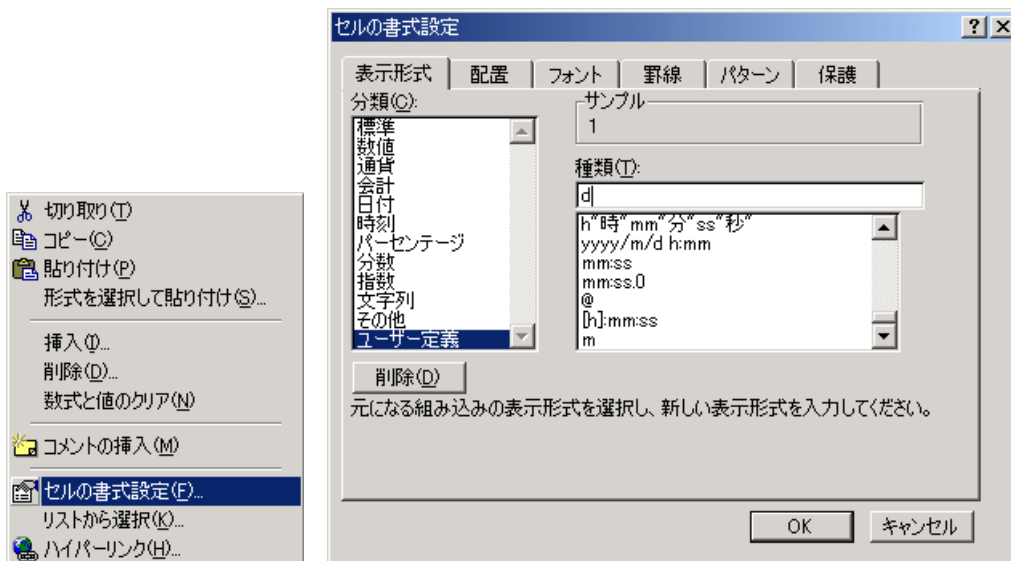 切り取り(T)
コピー(C)
貼り付け(P)
形式を選択して貼り付け(S)...
挿入(I)...
削除(D)...
数式と値のクリア(N)
コメントの挿入(M)
セルの書式設定(F)...
リストから選択(K)...
ハイパーリンク(H)...
セルの書式設定
表示形式 配置 フォント 罫線 パターン 保護
分類(C):
標準
数値
通貨
会計
日付
時刻
パーセンテージ
分数
指数
文字列
その他
ユーザー定義
サンプル
1
種類(T):
d
h"時"mm"分"ss"秒"
yyyy/m/d h:mm
mm:ss
mm:ss.0
@
[h]:mm:ss
m
削除(D)
元になる組み込みの表示形式を選択し、新しい表示形式を入力してください。
OK キャンセル